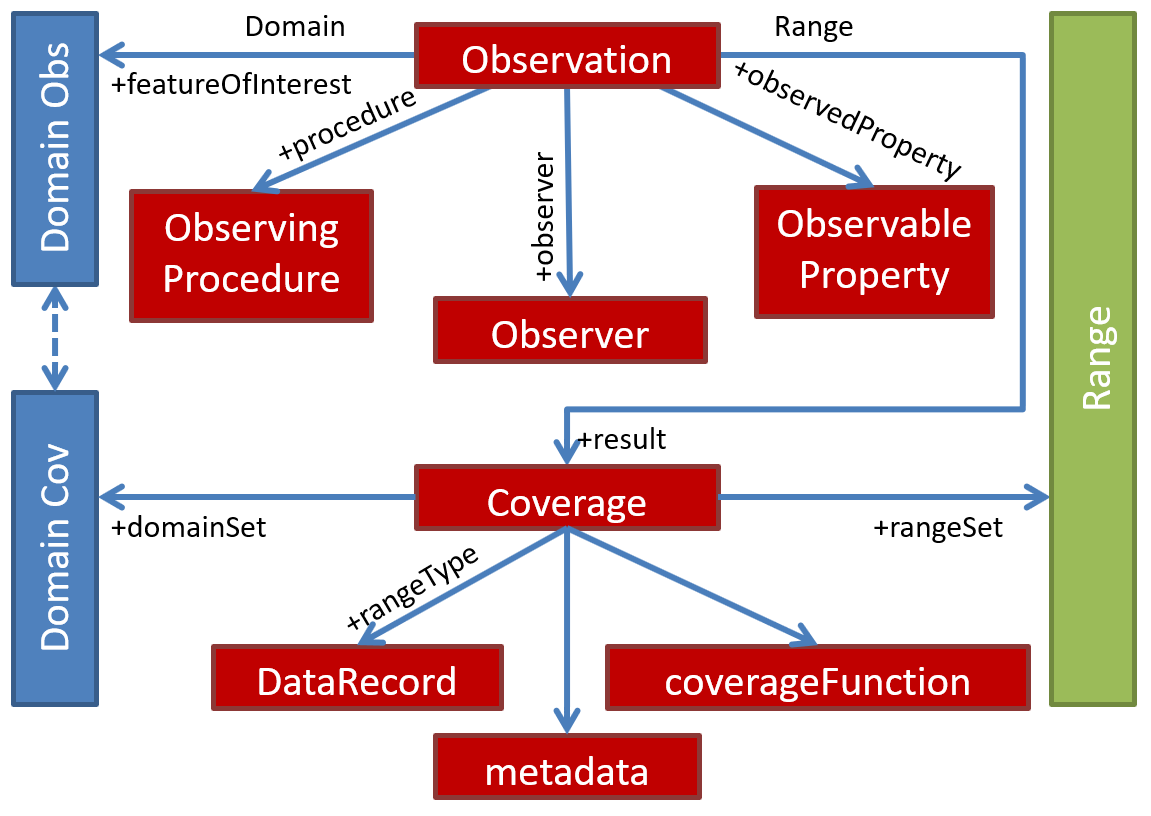 Domain
Range
Observation
Domain Obs
+featureOfInterest
+procedure
+observer
+observedProperty
Observing
Procedure
Observable
Property
Observer
Range
+result
Domain Cov
Coverage
+domainSet
+rangeSet
+rangeType
DataRecord
coverageFunction
metadata